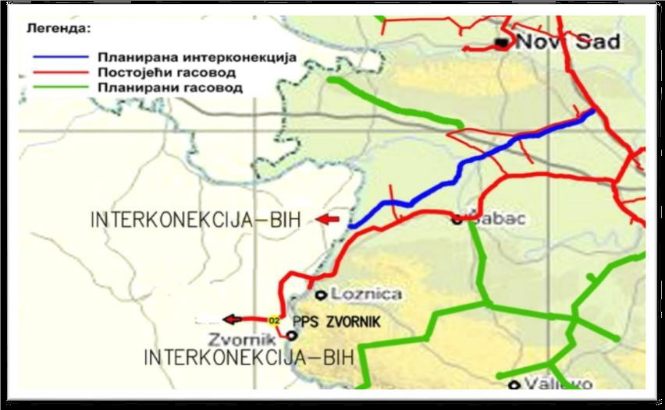 Легенда:
Планирана интерконекција
Постојећи гасовод
Планирани гасовод
Novi Sad
INTERKONEKCIJA-BIH
Šabac
Loznica
02
PPS ZVORNIK
Zvornik
INTERKONEKCIJA-BIH
Valjevo